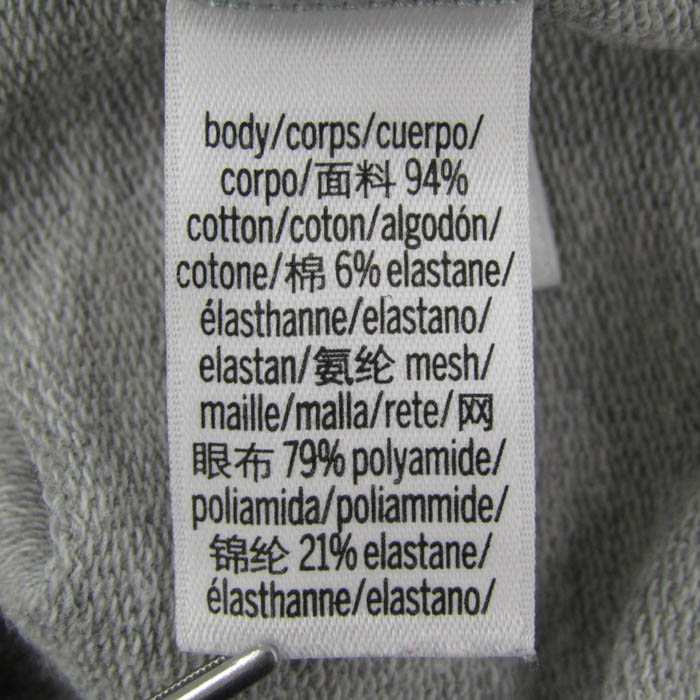 body/corps/cuerpo/
corpo/面料 94%
cotton/coton/algodón/
cotone/棉 6% elastane/
élasthanne/elastano/
elastan/氨纶 mesh/
maille/malla/rete/网
眼布 79% polyamide/
poliamida/poliammide/
锦纶 21% elastane/
élasthanne/elastano/